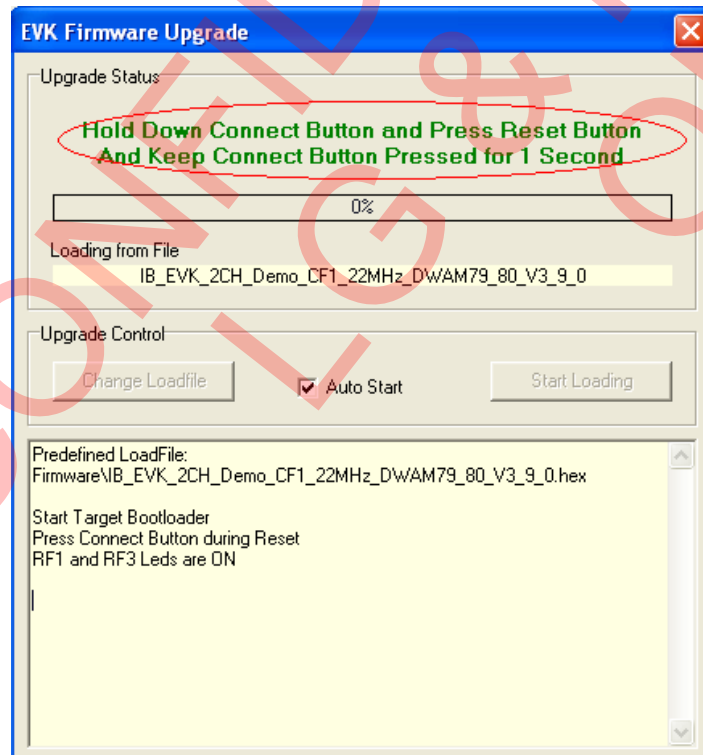 EVK Firmware Upgrade
Upgrade Status
Hold Down Connect Button and Press Reset Button
And Keep Connect Button Pressed for 1 Second
0%
Loading from File
IB_EVK_2CH_Demo_CF1_22MHz_DWAM79_80_V3_9_0
Upgrade Control
Change Loadfile
Auto Start
Start Loading
Predefined LoadFile:
Firmware\IB_EVK_2CH_Demo_CF1_22MHz_DWAM79_80_V3_9_0.hex
Start Target Bootloader
Press Connect Button during Reset
RF1 and RF3 Leds are ON
LG &